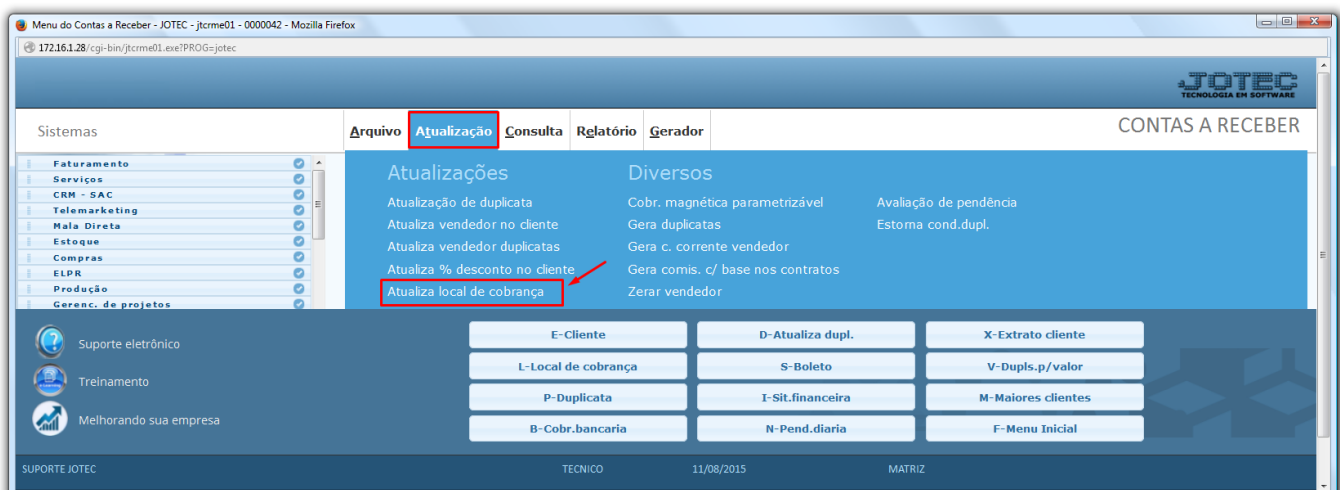 Menu do Contas a Receber - JOTEC - jtcrme01 - 0000042 - Mozilla Firefox
172.16.1.28/cgi-bin/jtcrme01.exe?PROG=jotec
JOTEC
TECNOLOGIA EM SOFTWARE
Sistemas
Arquivo Atualização Consulta Relatório Gerador
CONTAS A RECEBER
Faturamento
Serviços
CRM - SAC
Telemarketing
Mala Direta
Estoque
Compras
ELPR
Produção
Gerenc. de projetos
Atualizações
Atualização de duplicata
Atualiza vendedor no cliente
Atualiza vendedor duplicatas
Atualiza % desconto no cliente
Atualiza local de cobrança
Diversos
Cobr. magnética parametrizável
Gera duplicatas
Gera c. corrente vendedor
Gera comis. c/ base nos contratos
Zerar vendedor
Avaliação de pendência
Estorna cond.dupl.
Suporte eletrônico
Treinamento
Melhorando sua empresa
E-Cliente D-Atualiza dupl. X-Extrato cliente
L-Local de cobrança S-Boleto V-Dupls.p/valor
P-Duplicata I-Sit.financeira M-Maiores clientes
B-Cobr.bancaria N-Pend.diaria F-Menu Inicial
SUPORTE JOTEC TECNICO 11/08/2015 MATRIZ